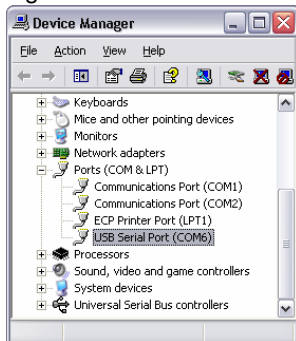 Device Manager
File Action View Help
Keyboards
Mice and other pointing devices
Monitors
Network adapters
Ports (COM & LPT)
Communications Port (COM1)
Communications Port (COM2)
ECP Printer Port (LPT1)
USB Serial Port (COM6)
Processors
Sound, video and game controllers
System devices
Universal Serial Bus controllers